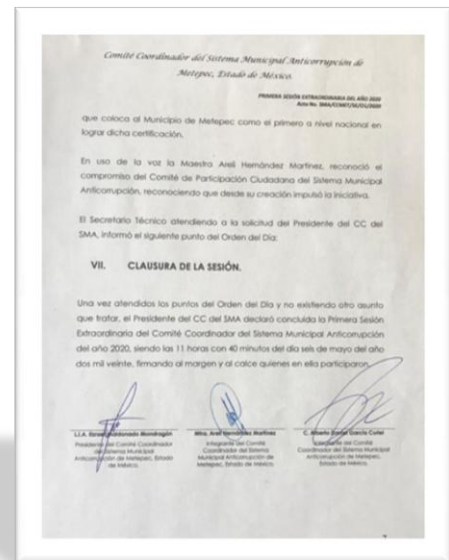 Comité Coordinador del Sistema Municipal Anticorrupción de
Metepec, Estado de México.
PRIMERA SESIÓN EXTRAORDINARIA DEL AÑO 2020
Acta No.
que coloca al Municipio de Metepec como el primero a nivel nacional en
lograr dicha certificación.
En uso de la voz la Maestra Areli Hernández Martínez, reconoció el
compromiso del Comité de Participación Ciudadana del Sistema Municipal
Anticorrupción, reconociendo que desde su creación impulsó la iniciativa.
El Secretario Técnico atendiendo a la solicitud del Presidente del CC del
SMA, informó el siguiente punto del Orden del Día:
VII. CLAUSURA DE LA SESIÓN.
Una vez atendidos los puntos del Orden del Día y no existiendo otro asunto
que tratar, el Presidente del CC del SMA declaró concluida la Primera Sesión
Extraordinaria del Comité Coordinador del Sistema Municipal Anticorrupción
del año 2020, siendo las 11 horas con 40 minutos del día seis de mayo del año
dos mil veinte, firmando al margen y al calce quienes en ella participaron.
Mondragón
Presidente del Comité Coordinador
del Sistema Municipal
Anticorrupción de Metepec, Estado
de México.
Mtra. Areli Hernández Martínez
Integrante del Comité
Coordinador del Sistema
Municipal Anticorrupción de
Metepec, Estado de México.
C. Alberto García
Integrante del Comité
Coordinador del Sistema Municipal
Anticorrupción de Metepec,
Estado de México.